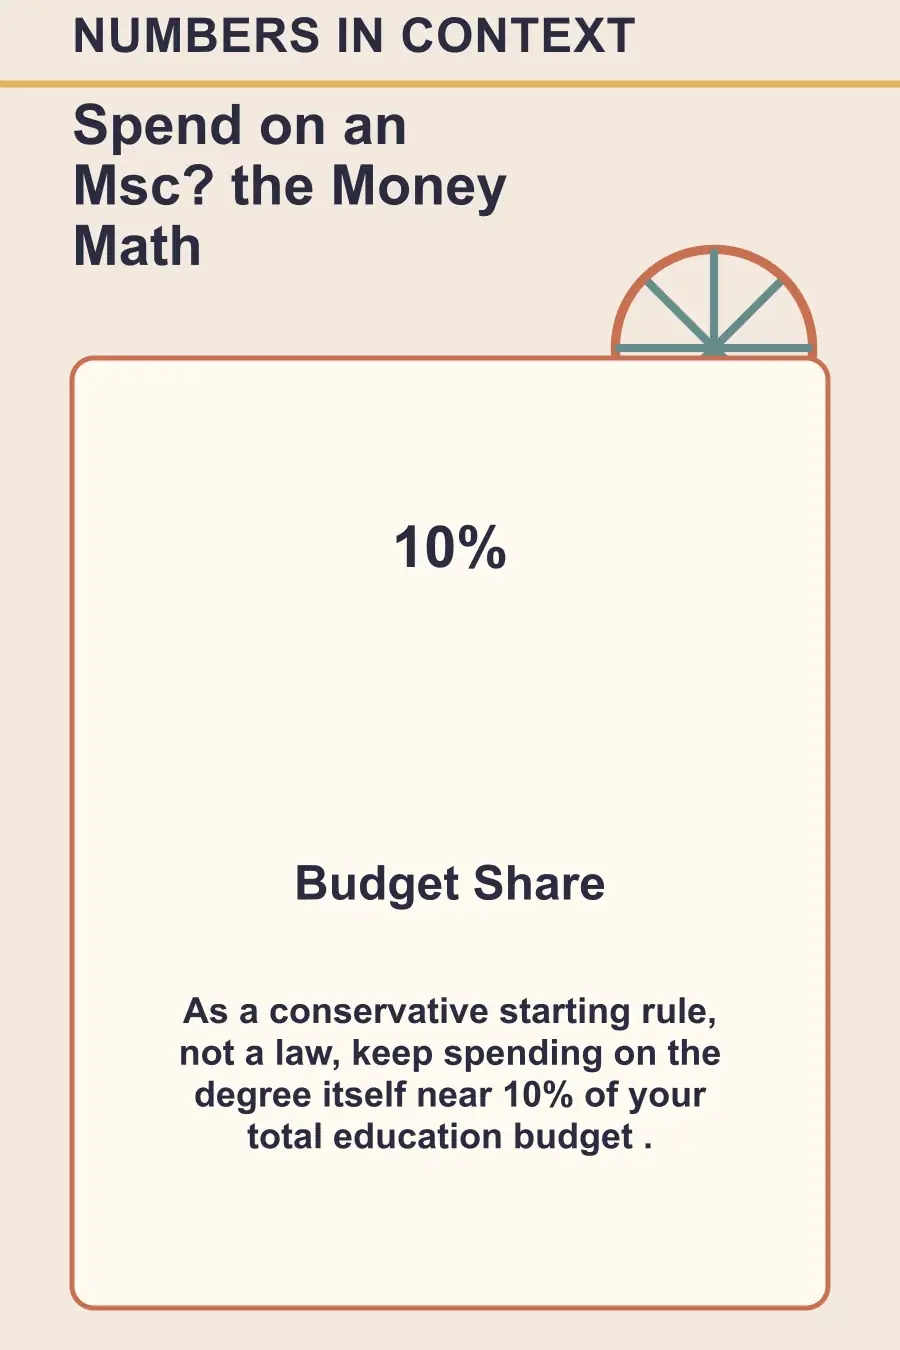 NUMBERS IN CONTEXT
Spend on an
Msc? the Money
Math
10%
Budget Share
As a conservative starting rule,
not a law, keep spending on the
degree itself near 10% of your
total education budget .